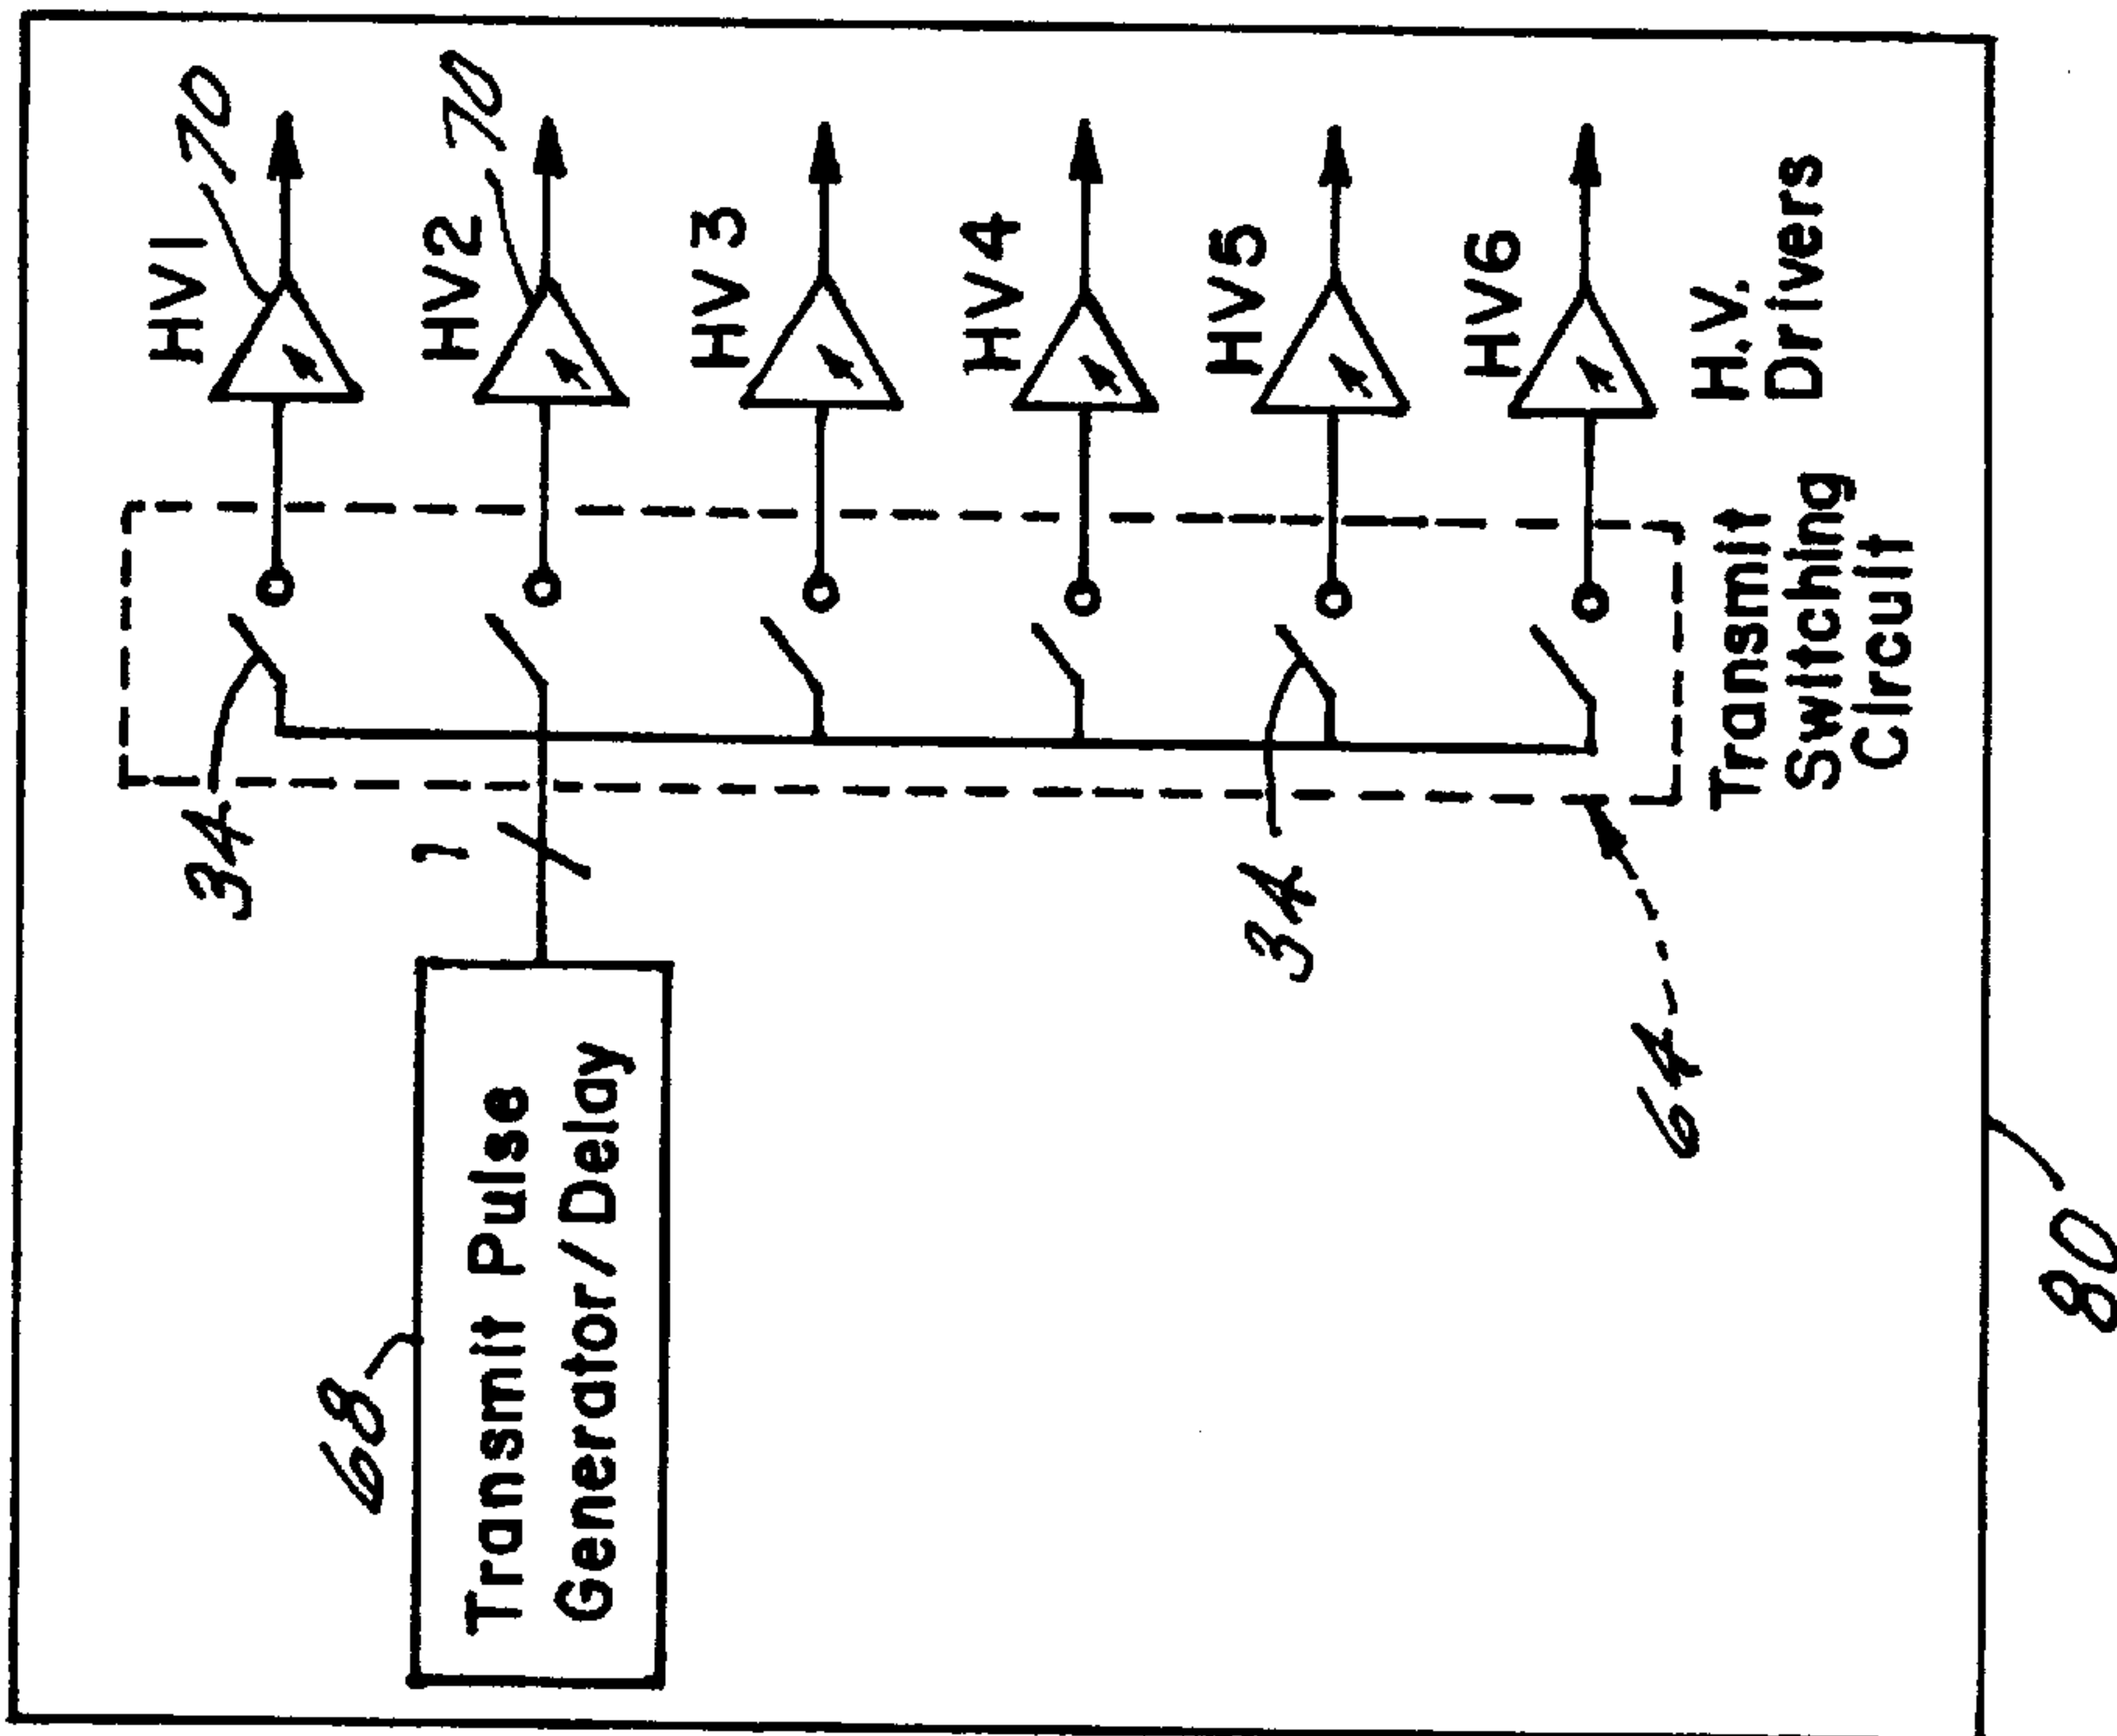 HV1
70
HV2
70
HV3
HV4
HV5
HV6
H.V.
Drivers
34
34
Transmit
Switching
Circuit
64
68
Transmit Pulse
Generator/Delay
80